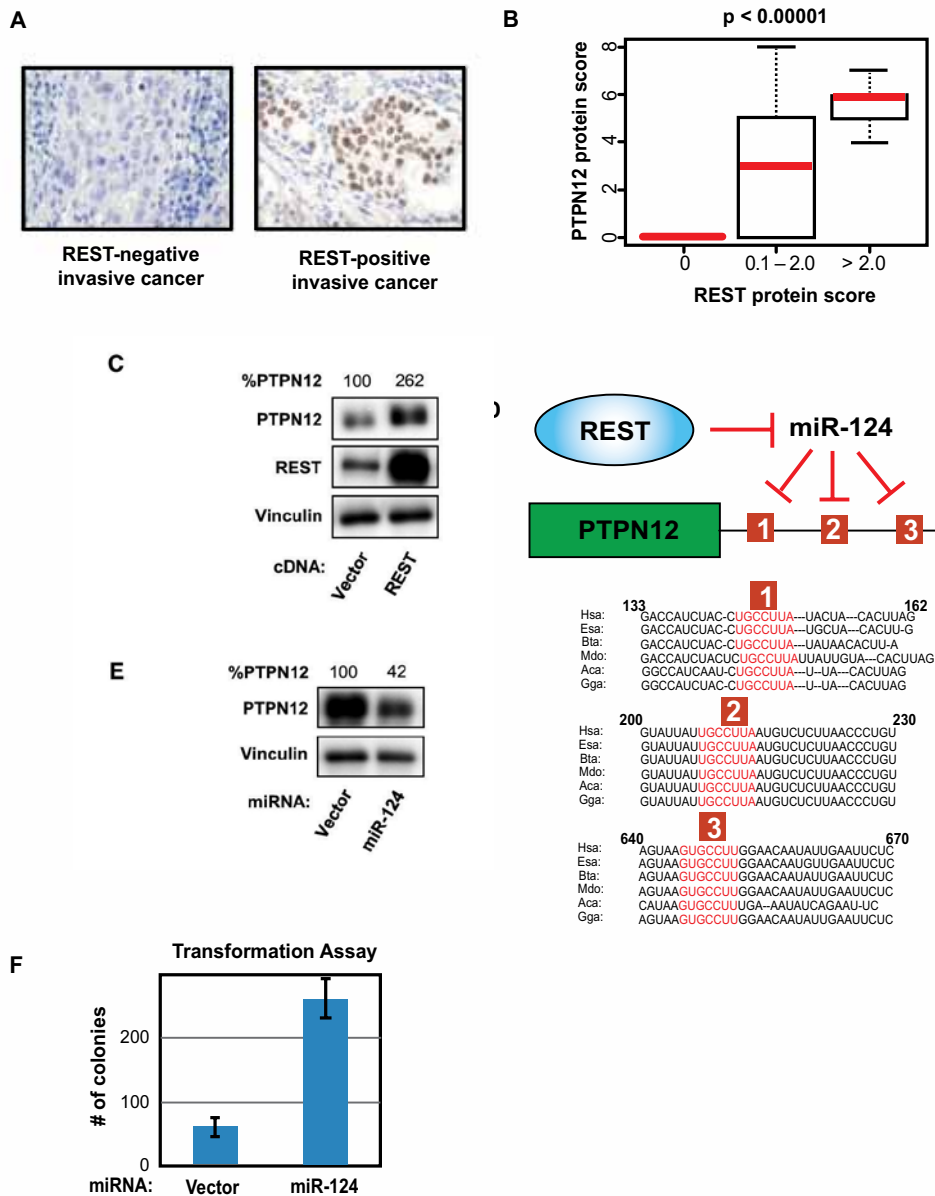 A
REST-negative
invasive cancer
REST-positive
invasive cancer
B
p < 0.00001
PTPN12 protein score
8
6
4
2
0
0
0.1 – 2.0
> 2.0
REST protein score
C
%PTPN12 100 262
PTPN12
REST
Vinculin
cDNA: Vector REST
D
REST
miR-124
PTPN12
1 2 3
1
133 162
Hsa: GACCAUCUAC-CUGCCUUA---UACUA---CACUUAG
Esa: GACCAUCUAC-CUGCCUUA---UGCUA---CACUU-G
Bta: GACCAUCUAC-CUGCCUUA---UAUAACACUU-A
Mdo: GACCAUCUACUCUGCCUUAUUAUUGUA---CACUUAG
Aca: GGCCAUCAAU-CUGCCUUA---U--UA---CACUUAG
Gga: GGCCAUCUAC-CUGCCUUA---U--UA---CACUUAG
2
200 230
Hsa: GUAUUAUUGCCUUAAUGUCUCUUAACCCUGU
Esa: GUAUUAUUGCCUUAAUGUCUCUUAACCCUGU
Bta: GUAUUAUUGCCUUAAUGUCUCUUAACCCUGU
Mdo: GUAUUAUUGCCUUAAUGUCUCUUAACCCUGU
Aca: GUAUUAUUGCCUUAAUGUCUCUUAACCCUGU
Gga: GUAUUAUUGCCUUAAUGUCUCUUAACCCUGU
3
640 670
Hsa: AGUAAGUGCCUUGGAACAAUAUUGAAUUCUC
Esa: AGUAAGUGCCUUGGAACAAUGUUGAAUUCUC
Bta: AGUAAGUGCCUUGGAACAAUAUUGAAUUCUC
Mdo: AGUAAGUGCCUUGGAACAAUAUUGAAUUCUC
Aca: CAUAAGUGCCUUUGA--AAUAUCAGAAU-UC
Gga: AGUAAGUGCCUUGGAACAAUAUUGAAUUCUC
E
%PTPN12 100 42
PTPN12
Vinculin
miRNA: Vector miR-124
F
Transformation Assay
# of colonies
200
100
0
miRNA: Vector miR-124